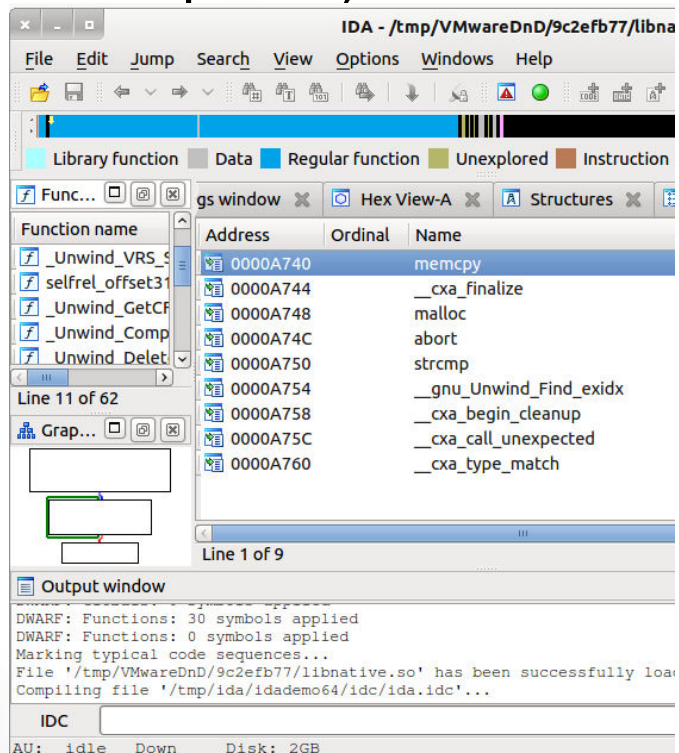 IDA - /tmp/VMwareDnD/9c2efb77/libna
File Edit Jump Search View Options Windows Help
Library function Data Regular function Unexplored Instruction
Func... gs window Hex View-A Structures
Function name
_Unwind_VRS_S
selfrel_offset31
_Unwind_GetCF
_Unwind_Comp
_Unwind_Delet
Line 11 of 62
Grap...
Address Ordinal Name
0000A740 memcpy
0000A744 __cxa_finalize
0000A748 malloc
0000A74C abort
0000A750 strcmp
0000A754 __gnu_Unwind_Find_exidx
0000A758 __cxa_begin_cleanup
0000A75C __cxa_call_unexpected
0000A760 __cxa_type_match
Line 1 of 9
Output window
DWARF: Functions: 30 symbols applied
DWARF: Functions: 0 symbols applied
Marking typical code sequences...
File '/tmp/VMwareDnD/9c2efb77/libnative.so' has been successfully load
Compiling file '/tmp/ida/idademo64/idc/ida.idc'...
IDC
AU: idle Down Disk: 2GB